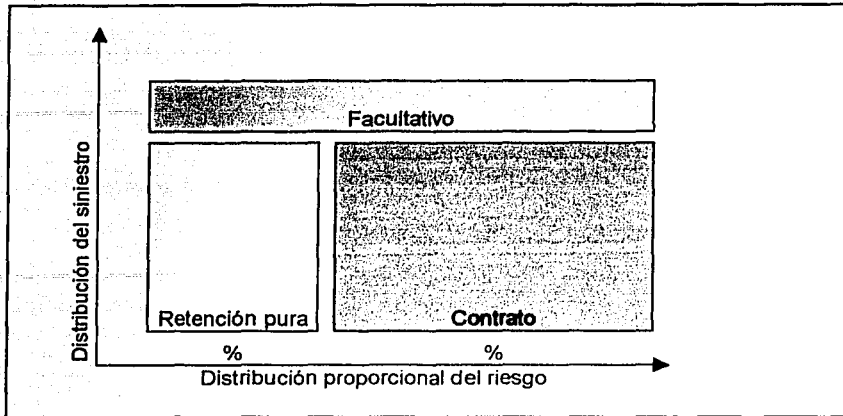 Facultativo
Distribución del siniestro
Retención pura
Contrato
%
%
Distribución proporcional del riesgo